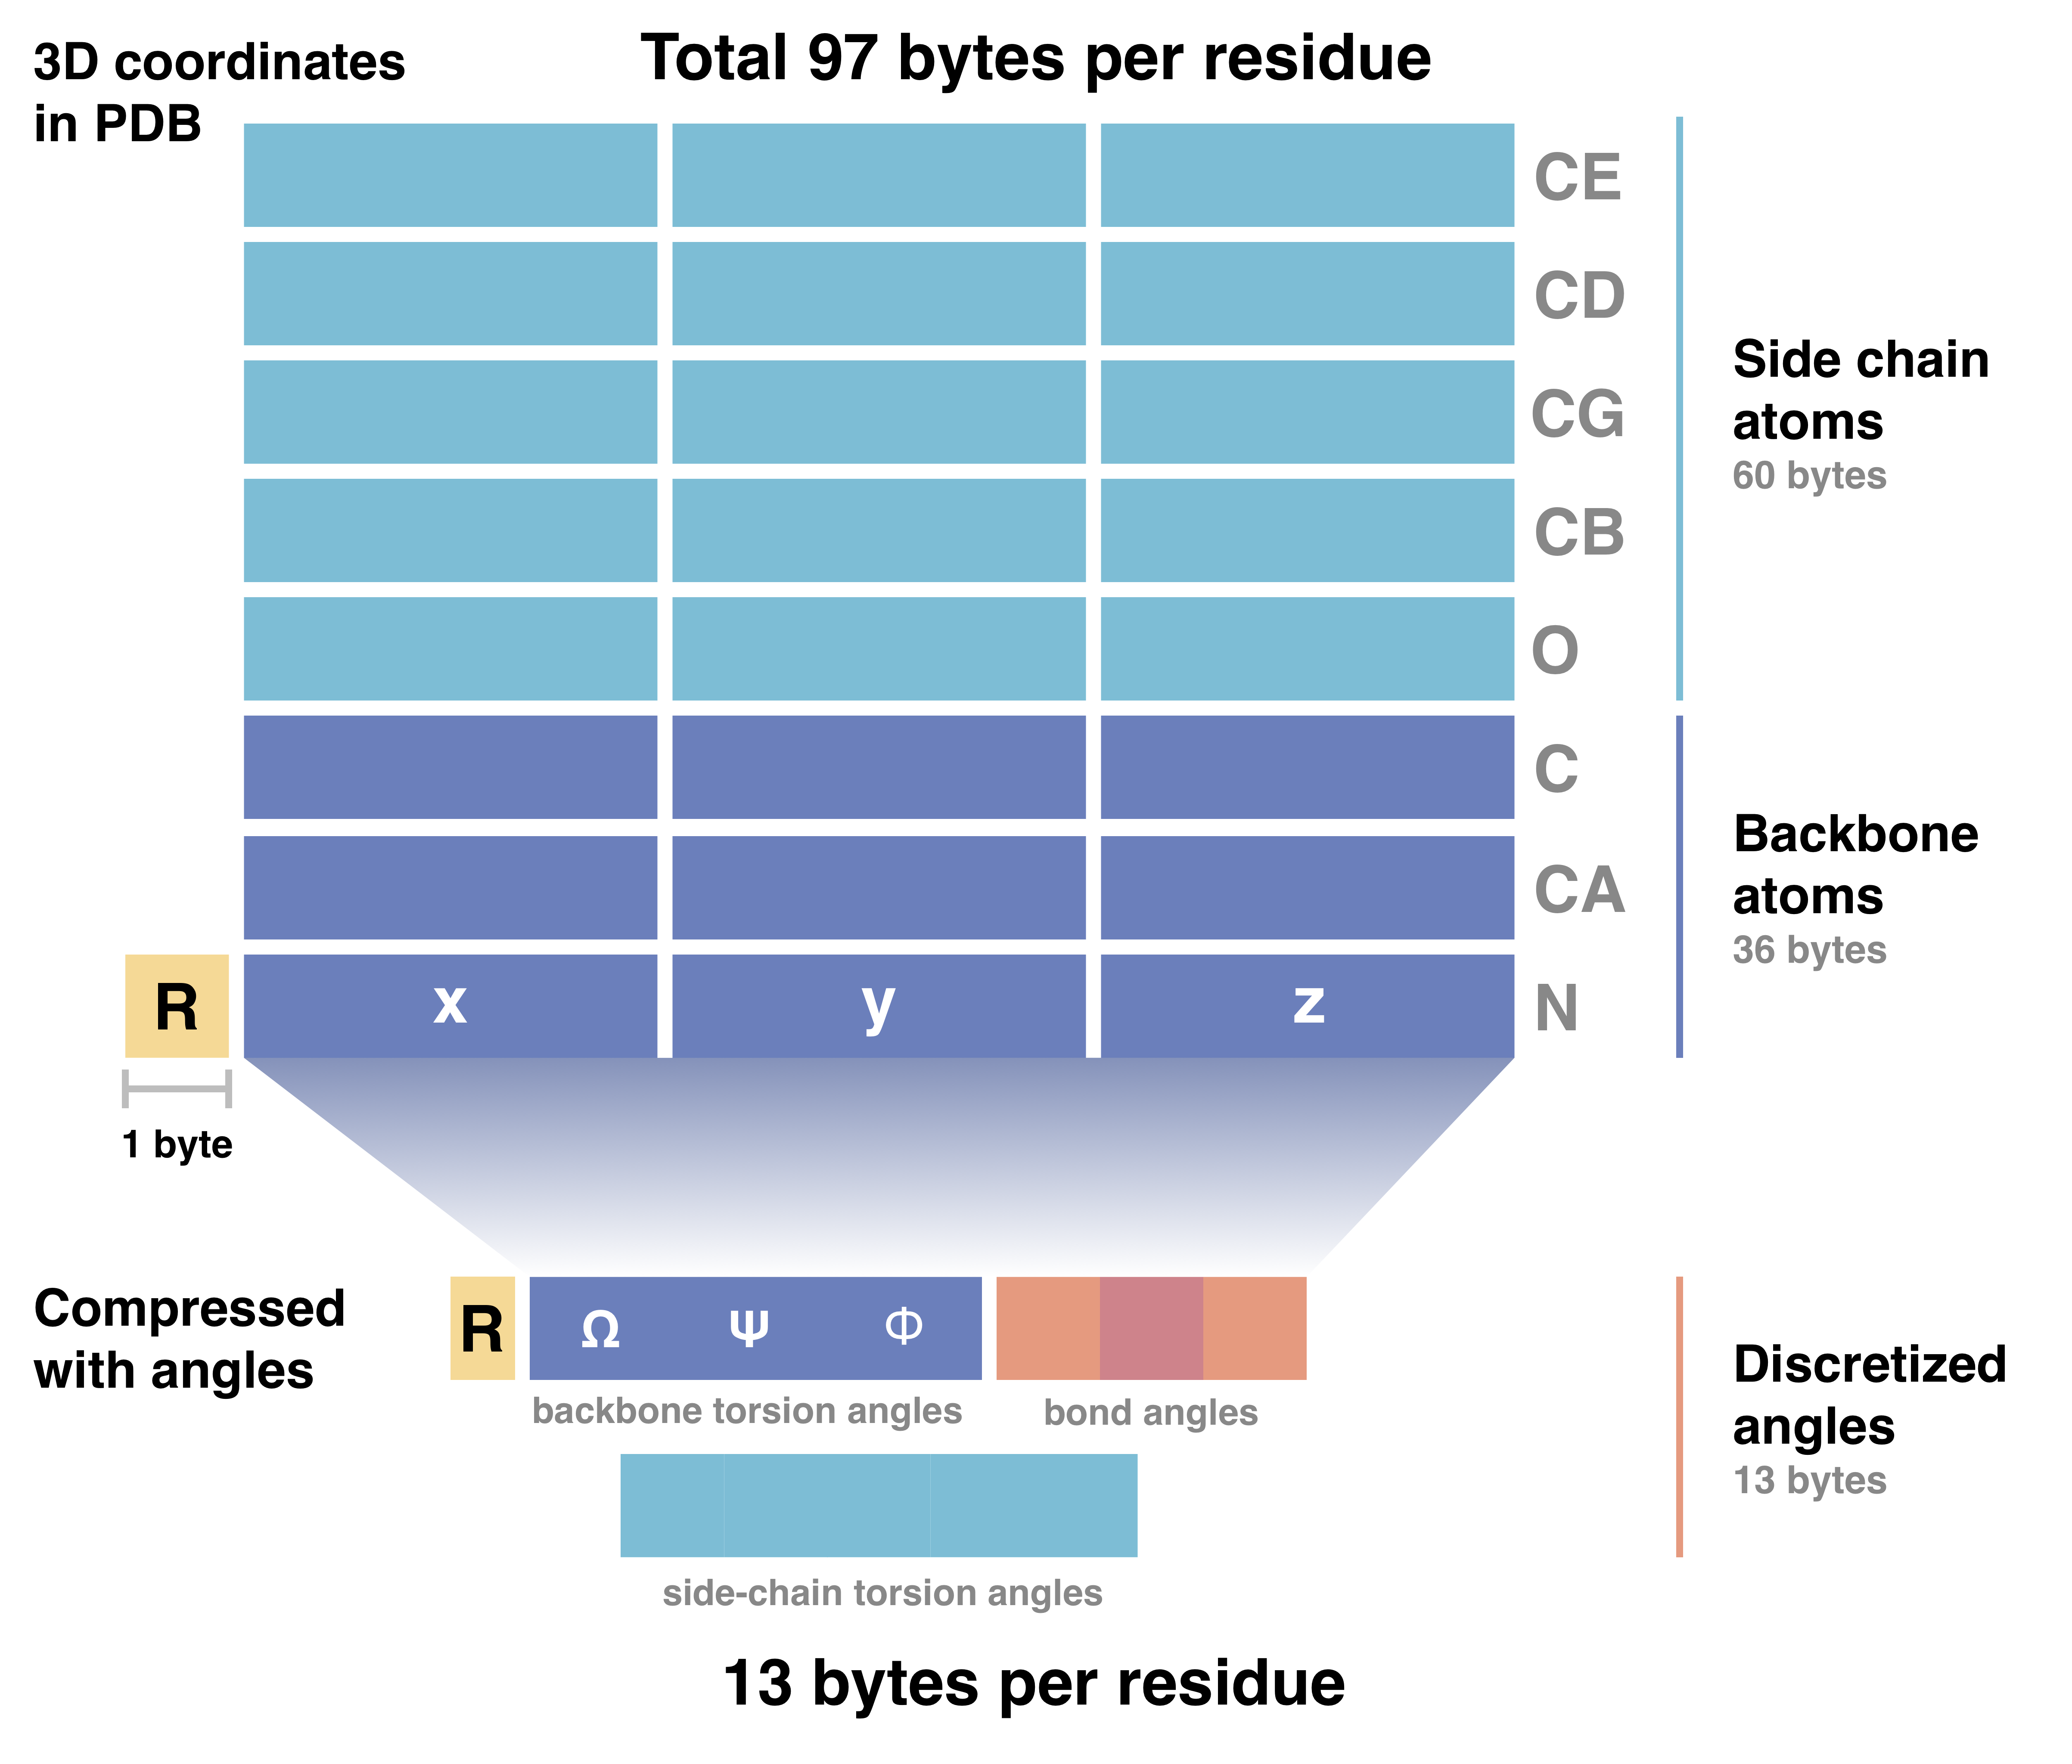 3D coordinates
in PDB
Total 97 bytes per residue
CE
CD
CG
CB
O
C
CA
N
Side chain
atoms
60 bytes
Backbone
atoms
36 bytes
R
x
y
z
1 byte
Compressed
with angles
R
Ω
Ψ
Φ
backbone torsion angles
bond angles
side-chain torsion angles
Discretized
angles
13 bytes
13 bytes per residue